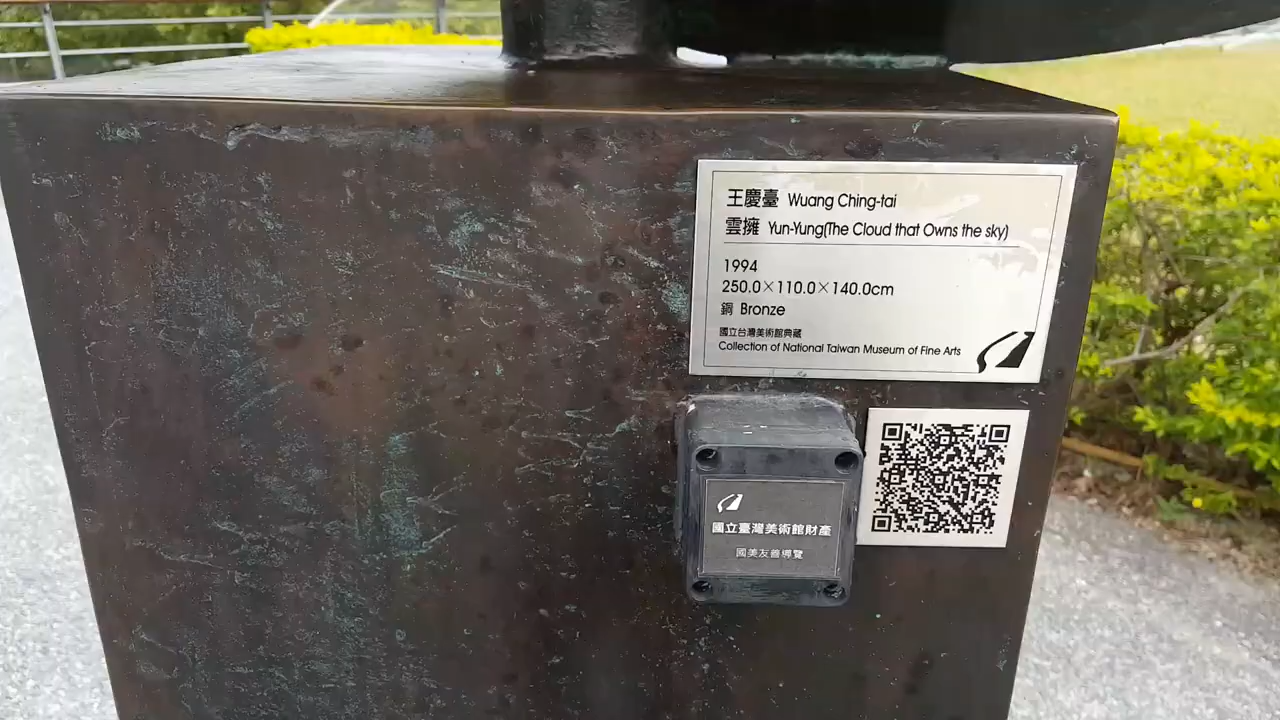 王慶臺 Wuang Ching-tai
雲擁 Yun-Yung(The Cloud that Owns the sky)
1994
250.0×110.0×140.0cm
銅 Bronze
國立台灣美術館典藏
Collection of National Taiwan Museum of Fine Arts
國立臺灣美術館財產
國美友善導覽